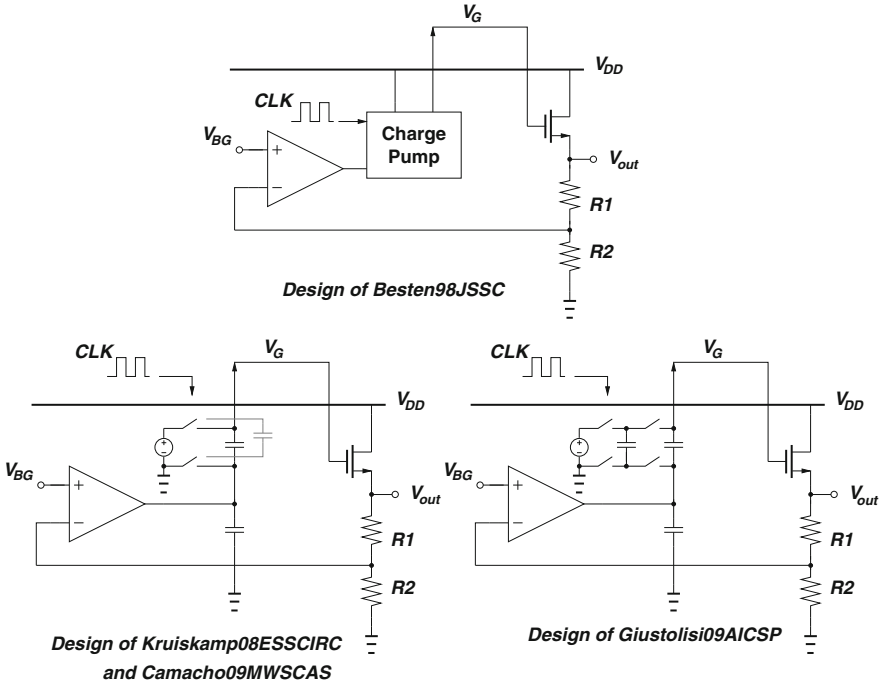 V_G
V_DD
CLK
V_BG
+
−
Charge
Pump
V_out
R1
R2
Design of Besten98JSSC
CLK
V_G
V_DD
+
−
V_BG
+
−
V_out
R1
R2
Design of Kruiskamp08ESSCIRC
and Camacho09MWSCAS
CLK
V_G
V_DD
+
−
V_BG
+
−
V_out
R1
R2
Design of Giustolisi09AICSP